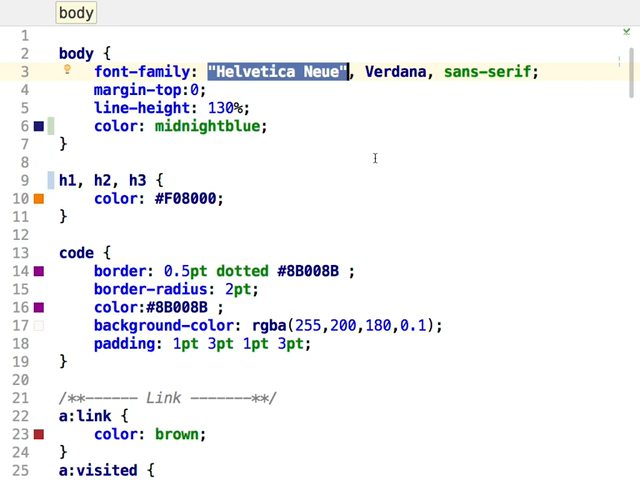 body
1
2 body {
3 font-family: "Helvetica Neue", Verdana, sans-serif;
4 margin-top:0;
5 line-height: 130%;
6 color: midnightblue;
7 }
8
9 h1, h2, h3 {
10 color: #F08000;
11 }
12
13 code {
14 border: 0.5pt dotted #8B008B ;
15 border-radius: 2pt;
16 color:#8B008B ;
17 background-color: rgba(255,200,180,0.1);
18 padding: 1pt 3pt 1pt 3pt;
19 }
20
21 /**------ Link -------**/
22 a:link {
23 color: brown;
24 }
25 a:visited {